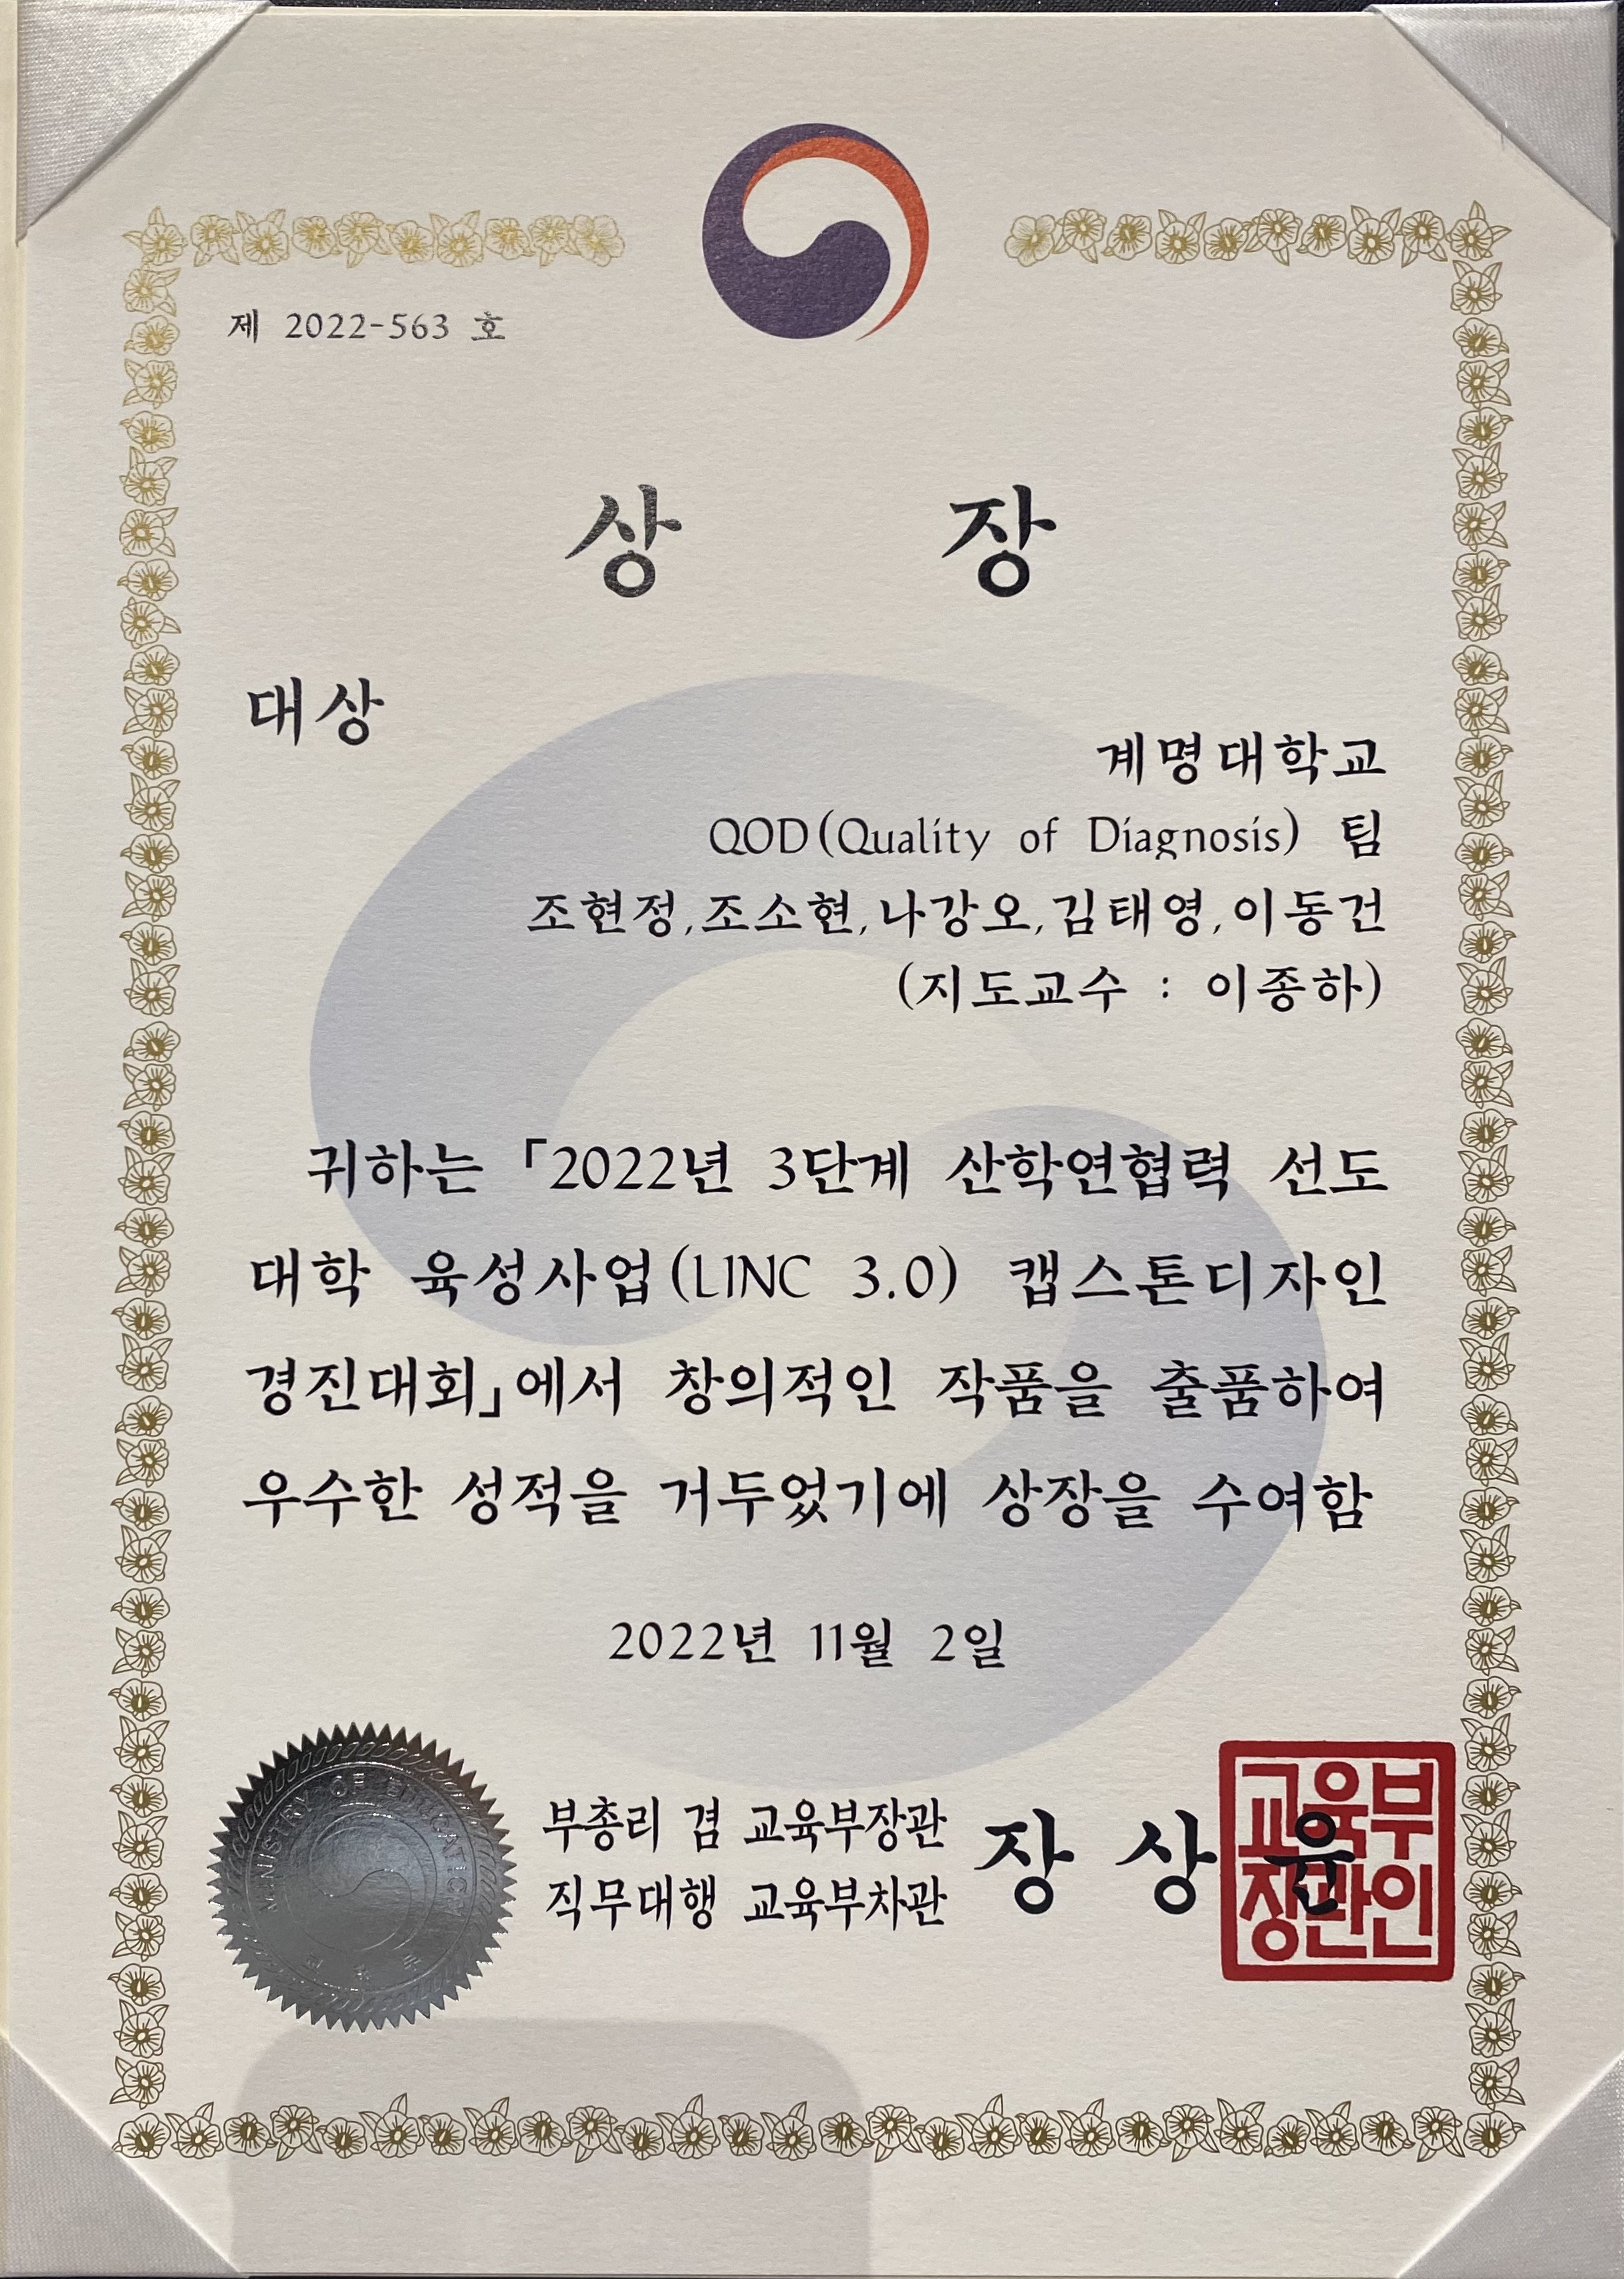 제 2022-563 호
상 장
대상
계명대학교
QOD(Quality of Diagnosis) 팀
조현정,조소현,나강오,김태영,이동건
(지도교수 : 이종하)
귀하는 「2022년 3단계 산학연협력 선도
대학 육성사업(LINC 3.0) 캡스톤디자인
경진대회」에서 창의적인 작품을 출품하여
우수한 성적을 거두었기에 상장을 수여함
2022년 11월 2일
MINISTRY OF EDUCATION
교육부
부총리 겸 교육부장관
직무대행 교육부차관
장 상 윤
교육부
장관인